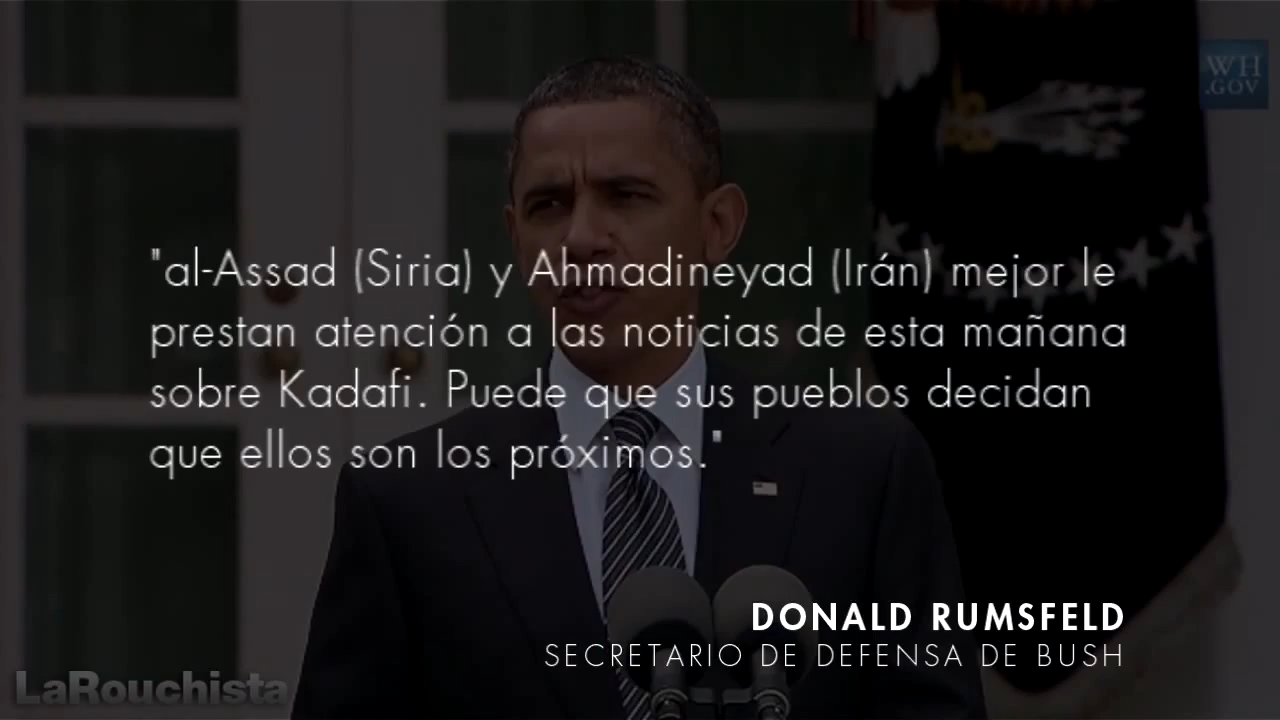 WH
.GOV
"al-Assad (Siria) y Ahmadineyad (Irán) mejor le
prestan atención a las noticias de esta mañana
sobre Kadafi. Puede que sus pueblos decidan
que ellos son los próximos."
DONALD RUMSFELD
SECRETARIO DE DEFENSA DE BUSH
LaRouchista